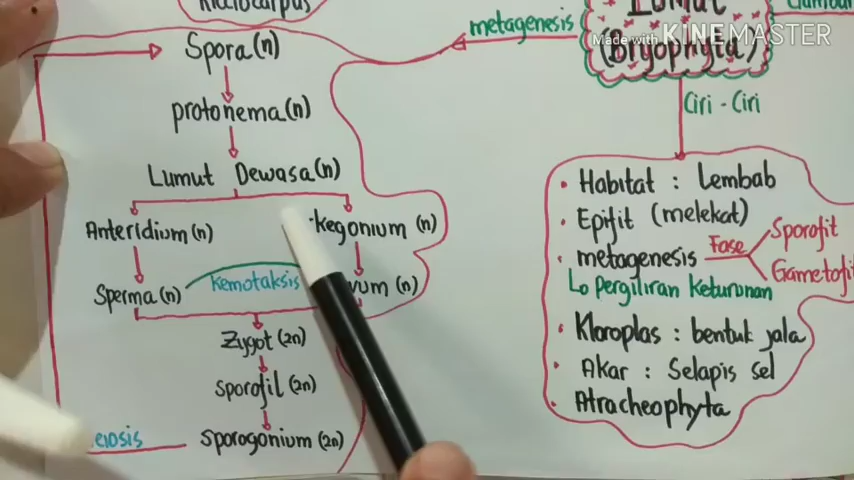 metagenesis
(Bryophyta)
Made with KINEMASTER
Spora (n)
protonema (n)
Lumut Dewasa (n)
Anteridium (n)
kegonium (n)
Sperma (n)
Kemotaksis
vum (n)
Zygot (2n)
sporofil (2n)
sporogonium (2n)
eiosis
Ciri - Ciri
• Habitat : Lembab
• Epifit (melekat)
• metagenesis Fase Sporofit
Gametofit
Pergiliran Keturunan
• Kloroplas : bentuk jala
• Akar : Selapis sel
• Atracheophyta